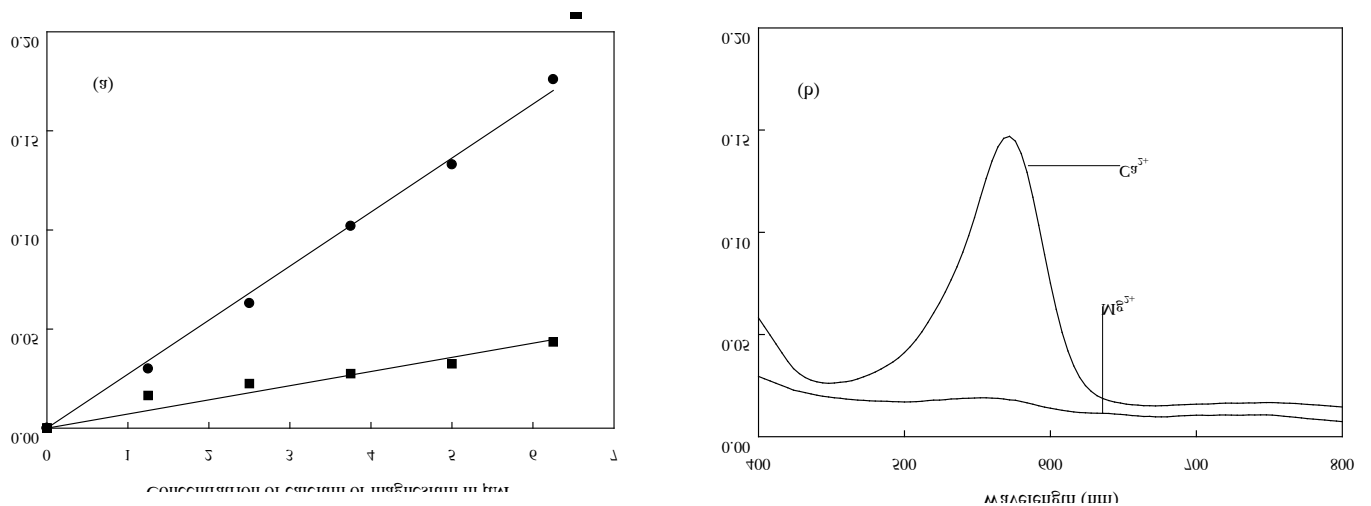 0.20
(a)
0.15
0.10
0.05
0.00
0 1 2 3 4 5 6 7
Concentration of calcium or magnesium in μM
0.20
(b)
0.15
Ca²⁺
0.10
Mg²⁺
0.05
0.00
400 500 600 700 800
Wavelength (nm)